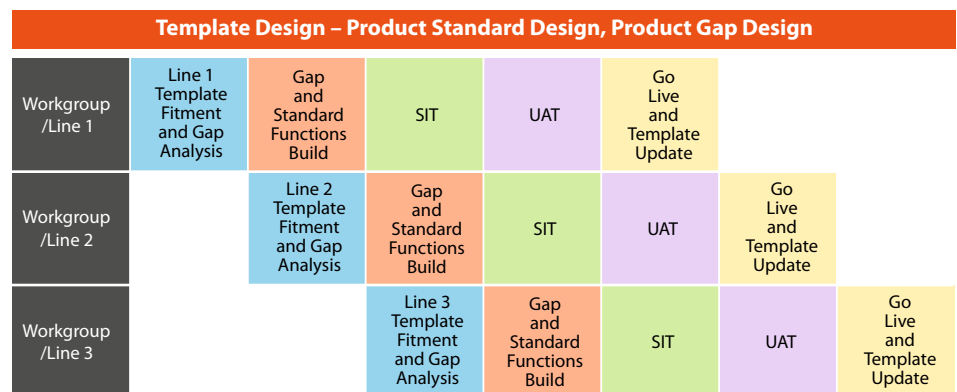 Template Design – Product Standard Design, Product Gap Design
Workgroup
/Line 1
Line 1
Template
Fitment
and Gap
Analysis
Gap
and
Standard
Functions
Build
SIT
UAT
Go
Live
and
Template
Update
Workgroup
/Line 2
Line 2
Template
Fitment
and Gap
Analysis
Gap
and
Standard
Functions
Build
SIT
UAT
Go
Live
and
Template
Update
Workgroup
/Line 3
Line 3
Template
Fitment
and Gap
Analysis
Gap
and
Standard
Functions
Build
SIT
UAT
Go
Live
and
Template
Update